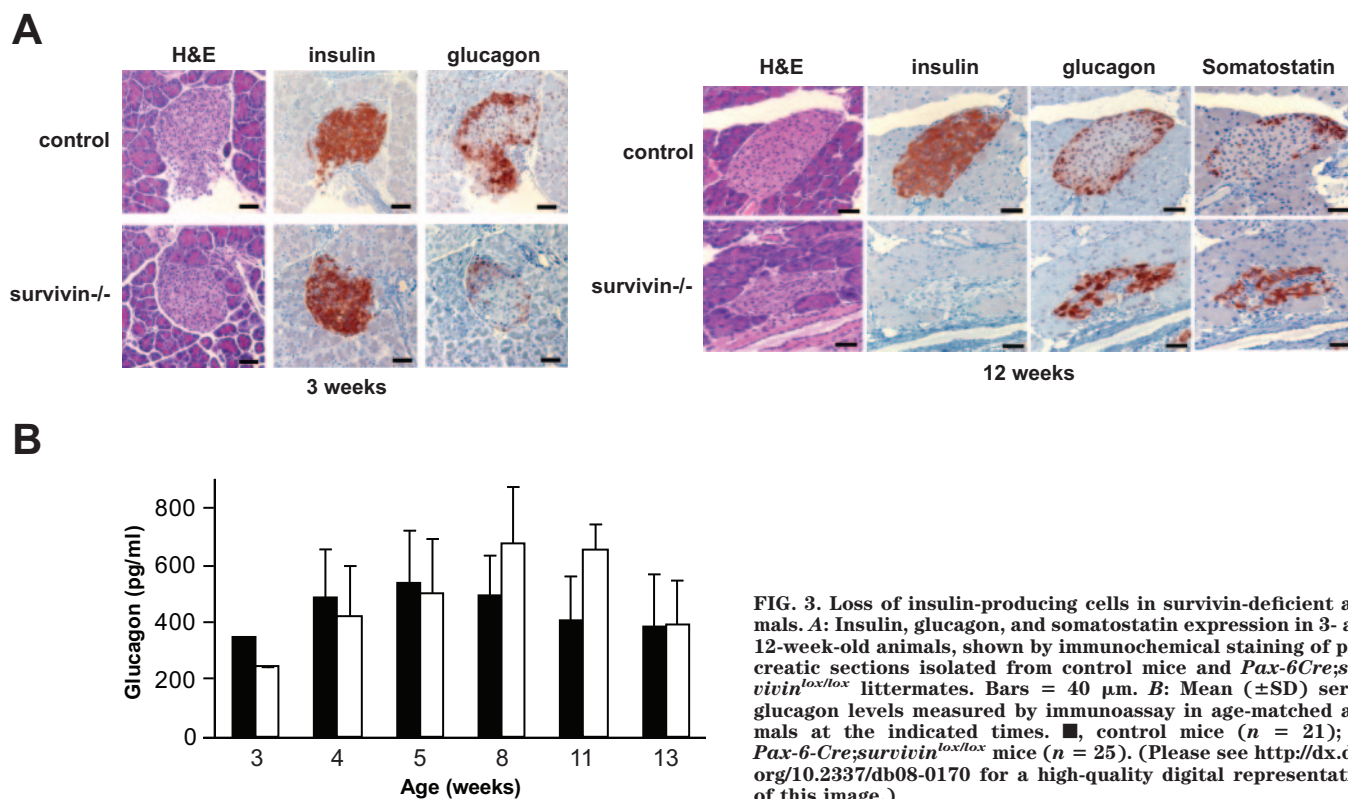 A
H&E insulin glucagon
control
survivin-/-
3 weeks
H&E insulin glucagon Somatostatin
control
survivin-/-
12 weeks
B
Glucagon (pg/ml)
800
600
400
200
0
3 4 5 8 11 13
Age (weeks)
FIG. 3. Loss of insulin-producing cells in survivin-deficient
mals. A: Insulin, glucagon, and somatostatin expression in 3-
12-week-old animals, shown by immunochemical staining of
creatic sections isolated from control mice and Pax-6Cre;
vivin^lox/lox littermates. Bars = 40 μm. B: Mean (±SD)
glucagon levels measured by immunoassay in age-matched
mals at the indicated times. ■, control mice (n = 21);
Pax-6-Cre;survivin^lox/lox mice (n = 25). (Please see
org/10.2337/db08-0170 for a high-quality digital
of this image.)